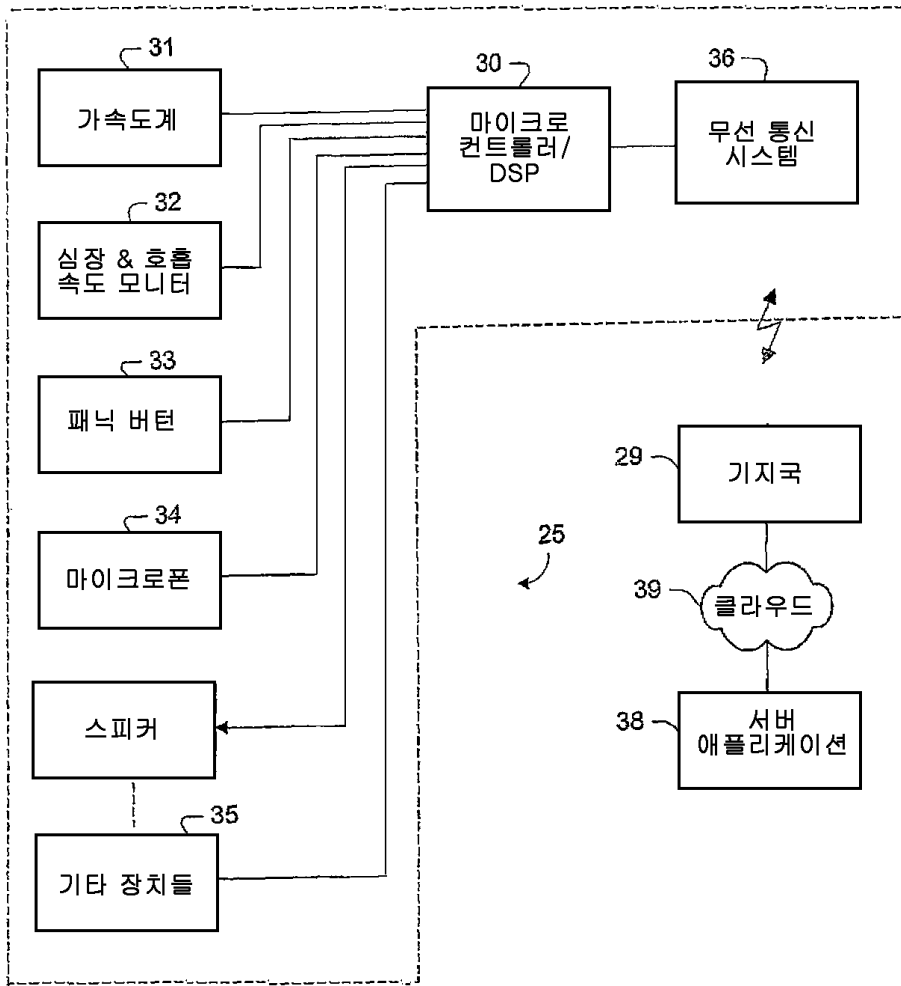 31
가속도계
30
마이크로
컨트롤러/
DSP
36
무선 통신
시스템
32
심장 & 호흡
속도 모니터
33
패닉 버턴
34
마이크로폰
스피커
35
기타 장치들
29
기지국
25
39
클라우드
38
서버
애플리케이션